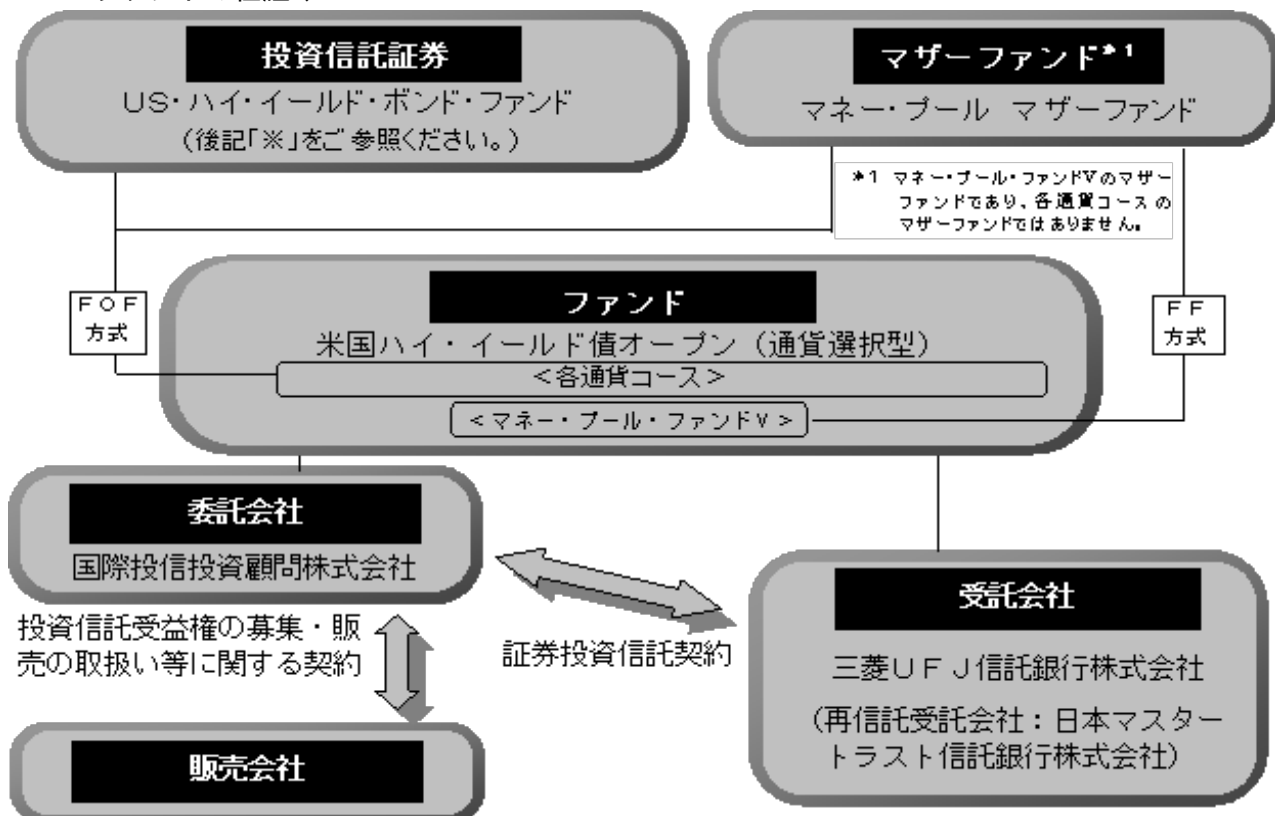 投資信託証券
US・ハイ・イールド・ボンド・ファンド
(後記「※」をご参照ください。)
マザーファンド*1
マネー・プール マザーファンド
*1 マネー・プール・ファンドVのマザー
ファンドであり、各通貨コースの
マザーファンドではありません。
FOF
方式
FF
方式
ファンド
米国ハイ・イールド債オープン(通貨選択型)
<各通貨コース>
<マネー・プール・ファンドV>
委託会社
国際投信投資顧問株式会社
投資信託受益権の募集・販
売の取扱い等に関する契約
証券投資信託契約
受託会社
三菱UFJ信託銀行株式会社
(再信託受託会社:日本マスター
トラスト信託銀行株式会社)
販売会社